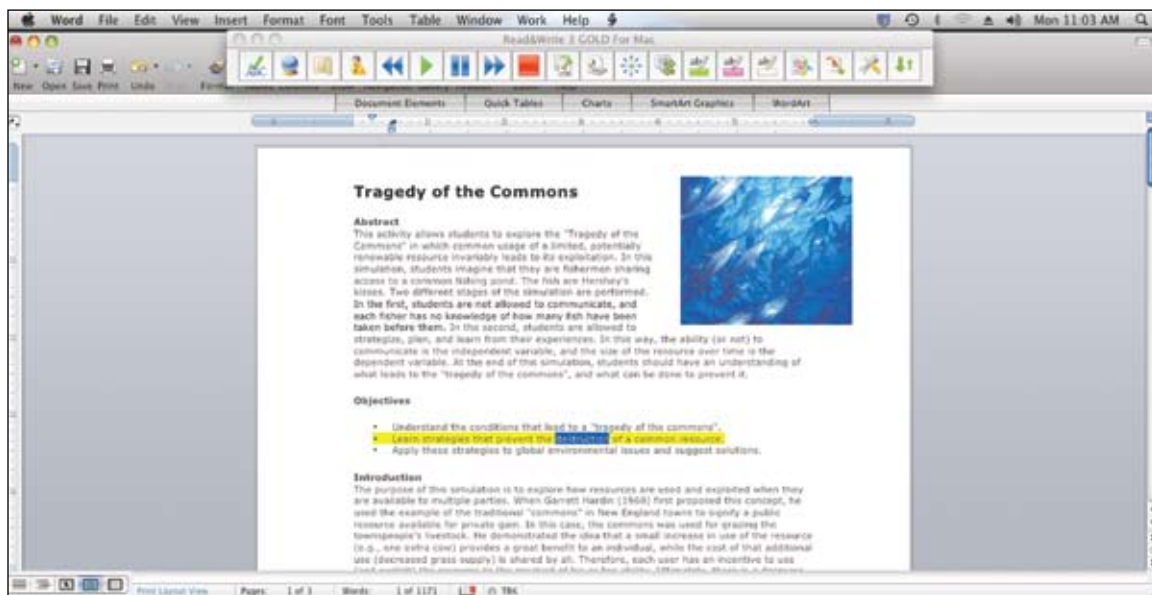 Word File Edit View Insert Format Font Tools Table Window Work Help Mon 11:03 AM
Read&Write 3 GOLD For Mac
New Open Save Print Undo
Document Elements Quick Tables Charts SmartArt Graphics WordArt
Tragedy of the Commons
Abstract
This activity allows students to explore the "Tragedy of the
Commons" in which common usage of a limited, potentially
renewable resource invariably leads to its exploitation. In this
simulation, students imagine that they are fishermen sharing
access to a common fishing pond. The fish are Hershey's
kisses. Two different stages of the simulation are performed.
In the first, students are not allowed to communicate, and
each fisher has no knowledge of how many fish have been
taken before them. In the second, students are allowed to
strategize, plan, and learn from their experiences. In this way, the ability (or not) to
communicate is the independent variable, and the size of the resource over time is the
dependent variable. At the end of this simulation, students should have an understanding of
what leads to the "tragedy of the commons", and what can be done to prevent it.
Objectives
• Understand the conditions that lead to a "tragedy of the commons".
• Learn strategies that prevent the destruction of a common resource.
• Apply these strategies to global environmental issues and suggest solutions.
Introduction
The purpose of this simulation is to explore how resources are used and exploited when they
are available to multiple parties. When Garrett Hardin (1968) first proposed this concept, he
used the example of the traditional "commons" in New England towns to signify a public
resource available for private gain. In this case, the commons was used for grazing the
townspeople's livestock. He demonstrated the idea that a small increase in use of the resource
(e.g., one extra cow) provides a great benefit to an individual, while the cost of that additional
use (decreased grass supply) is shared by all. Therefore, each user has an incentive to use
Print Layout View Pages: 1 of 3 Words: 1 of 1171 TRK